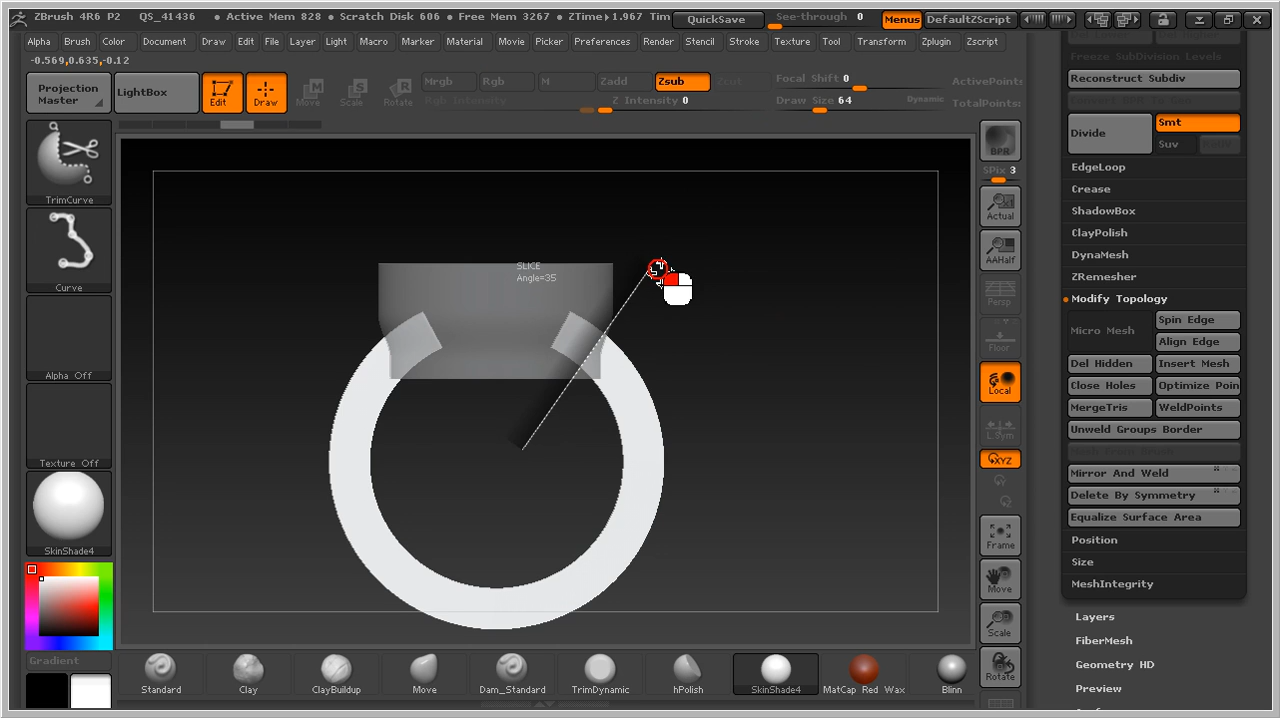 ZBrush 4R6 P2 QS_41436 • Active Mem 828 • Scratch Disk 606 • Free Mem 3267 • ZTime▸1.967 Tim QuickSave See-through 0 Menus DefaultZScript
Alpha Brush Color Document Draw Edit File Layer Light Macro Marker Material Movie Picker Preferences Render Stencil Stroke Texture Tool Transform Zplugin Zscript
-0.569,0.635,-0.12
Projection Master
LightBox
Edit
Draw
Move
Scale
Rotate
Mrgb Rgb M Zadd Zsub Zcut
Rgb Intensity Z Intensity 0
Focal Shift 0
Draw Size 64 Dynamic
ActivePoints
TotalPoints:
TrimCurve
Curve
Alpha Off
Texture Off
SkinShade4
Gradient
SLICE
Angle=35
BPR
SPix 3
Actual
AAHalf
Persp
Floor
Local
L.Sym
XYZ
Frame
Move
Scale
Rotate
Standard Clay ClayBuildup Move Dam_Standard TrimDynamic hPolish SkinShade4 MatCap Red Wax Blinn
Freeze SubDivision Levels
Reconstruct Subdiv
Divide
Smt
Suv
EdgeLoop
Crease
ShadowBox
ClayPolish
DynaMesh
ZRemesher
Modify Topology
Micro Mesh
Spin Edge
Align Edge
Del Hidden Insert Mesh
Close Holes Optimize Poin
MergeTris WeldPoints
Unweld Groups Border
Mirror And Weld
Delete By Symmetry
Equalize Surface Area
Position
Size
MeshIntegrity
Layers
FiberMesh
Geometry HD
Preview